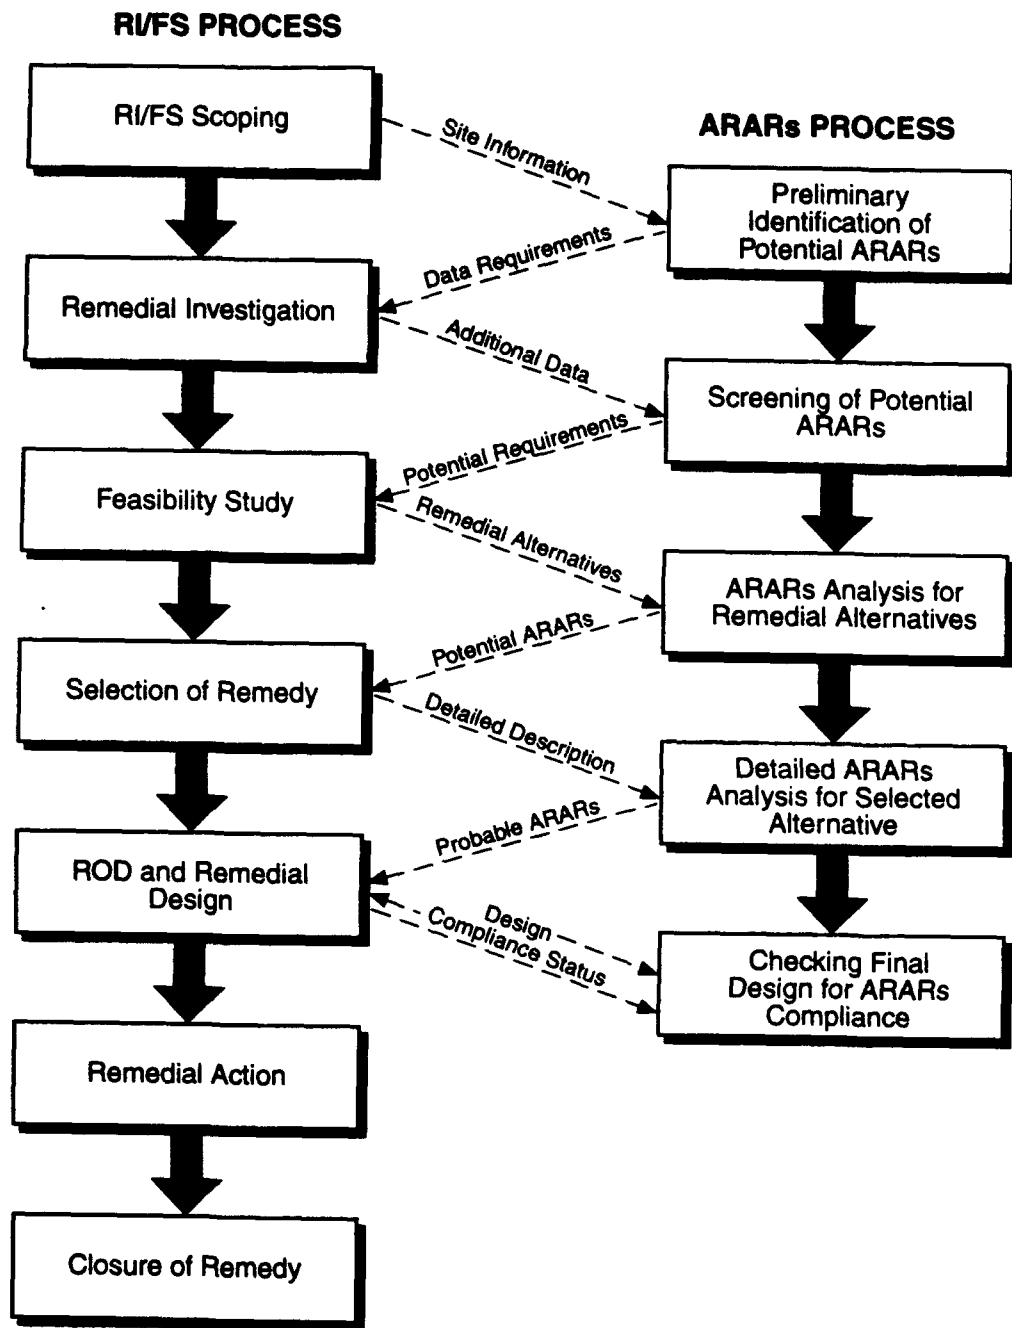 RI/FS PROCESS
RI/FS Scoping
Remedial Investigation
Feasibility Study
Selection of Remedy
ROD and Remedial
Design
Remedial Action
Closure of Remedy
Site Information
Data Requirements
Additional Data
Potential Requirements
Remedial Alternatives
Potential ARARs
Detailed Description
Probable ARARs
Design
Compliance Status
ARARs PROCESS
Preliminary
Identification of
Potential ARARs
Screening of Potential
ARARs
ARARs Analysis for
Remedial Alternatives
Detailed ARARs
Analysis for Selected
Alternative
Checking Final
Design for ARARs
Compliance